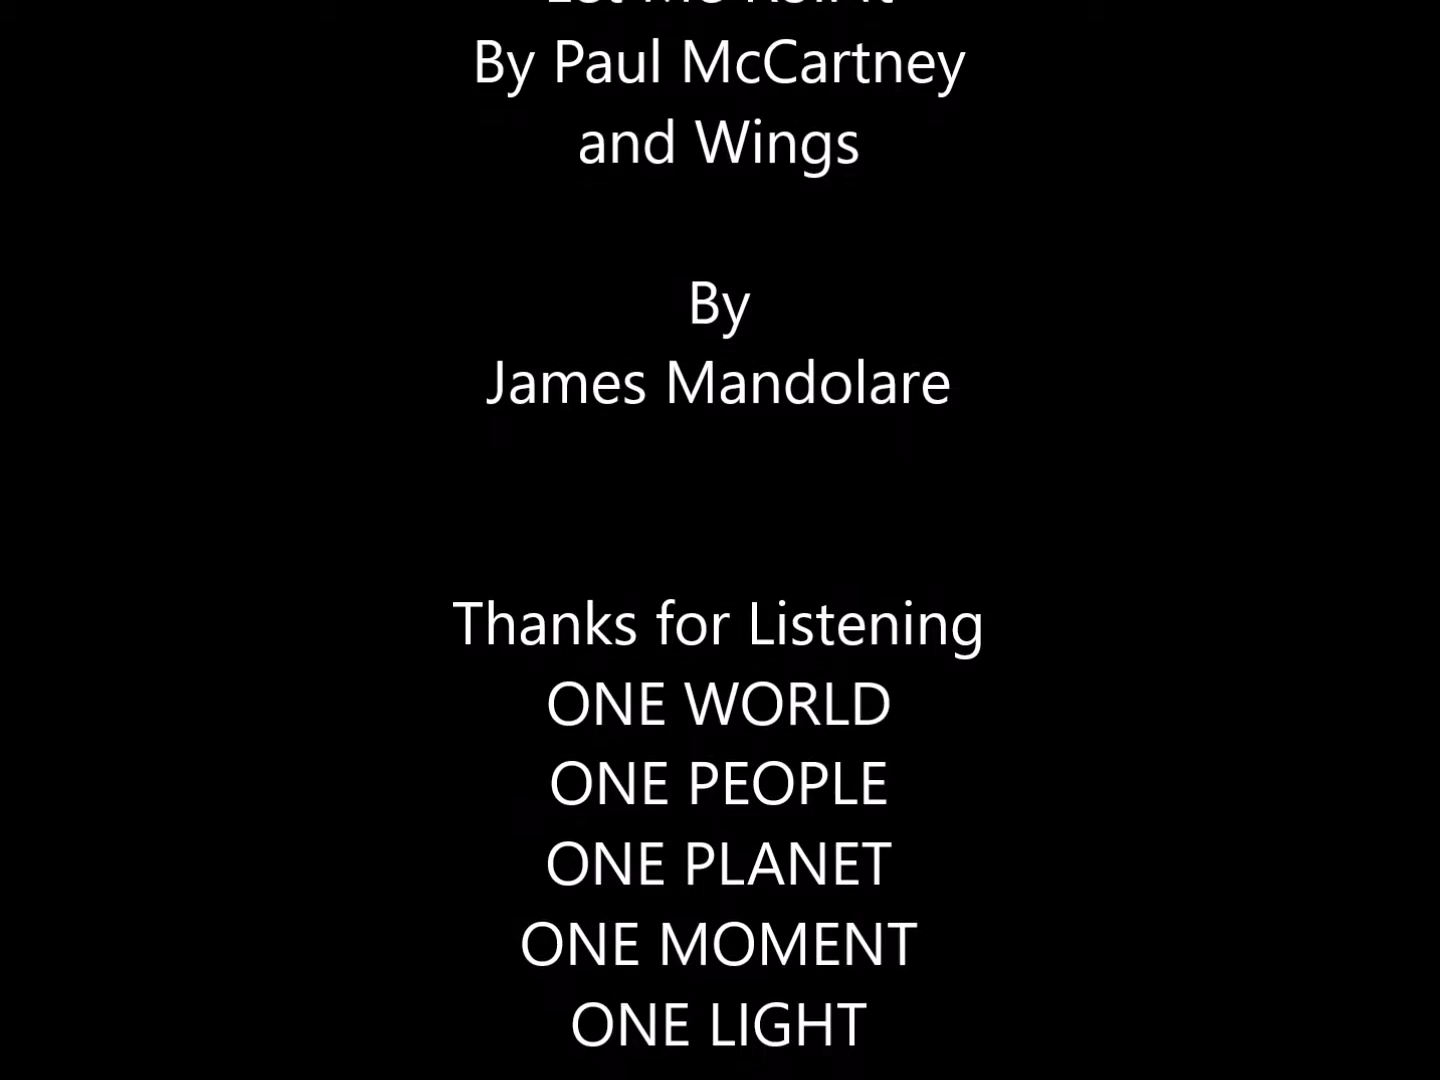 By Paul McCartney
and Wings
By
James Mandolare
Thanks for Listening
ONE WORLD
ONE PEOPLE
ONE PLANET
ONE MOMENT
ONE LIGHT